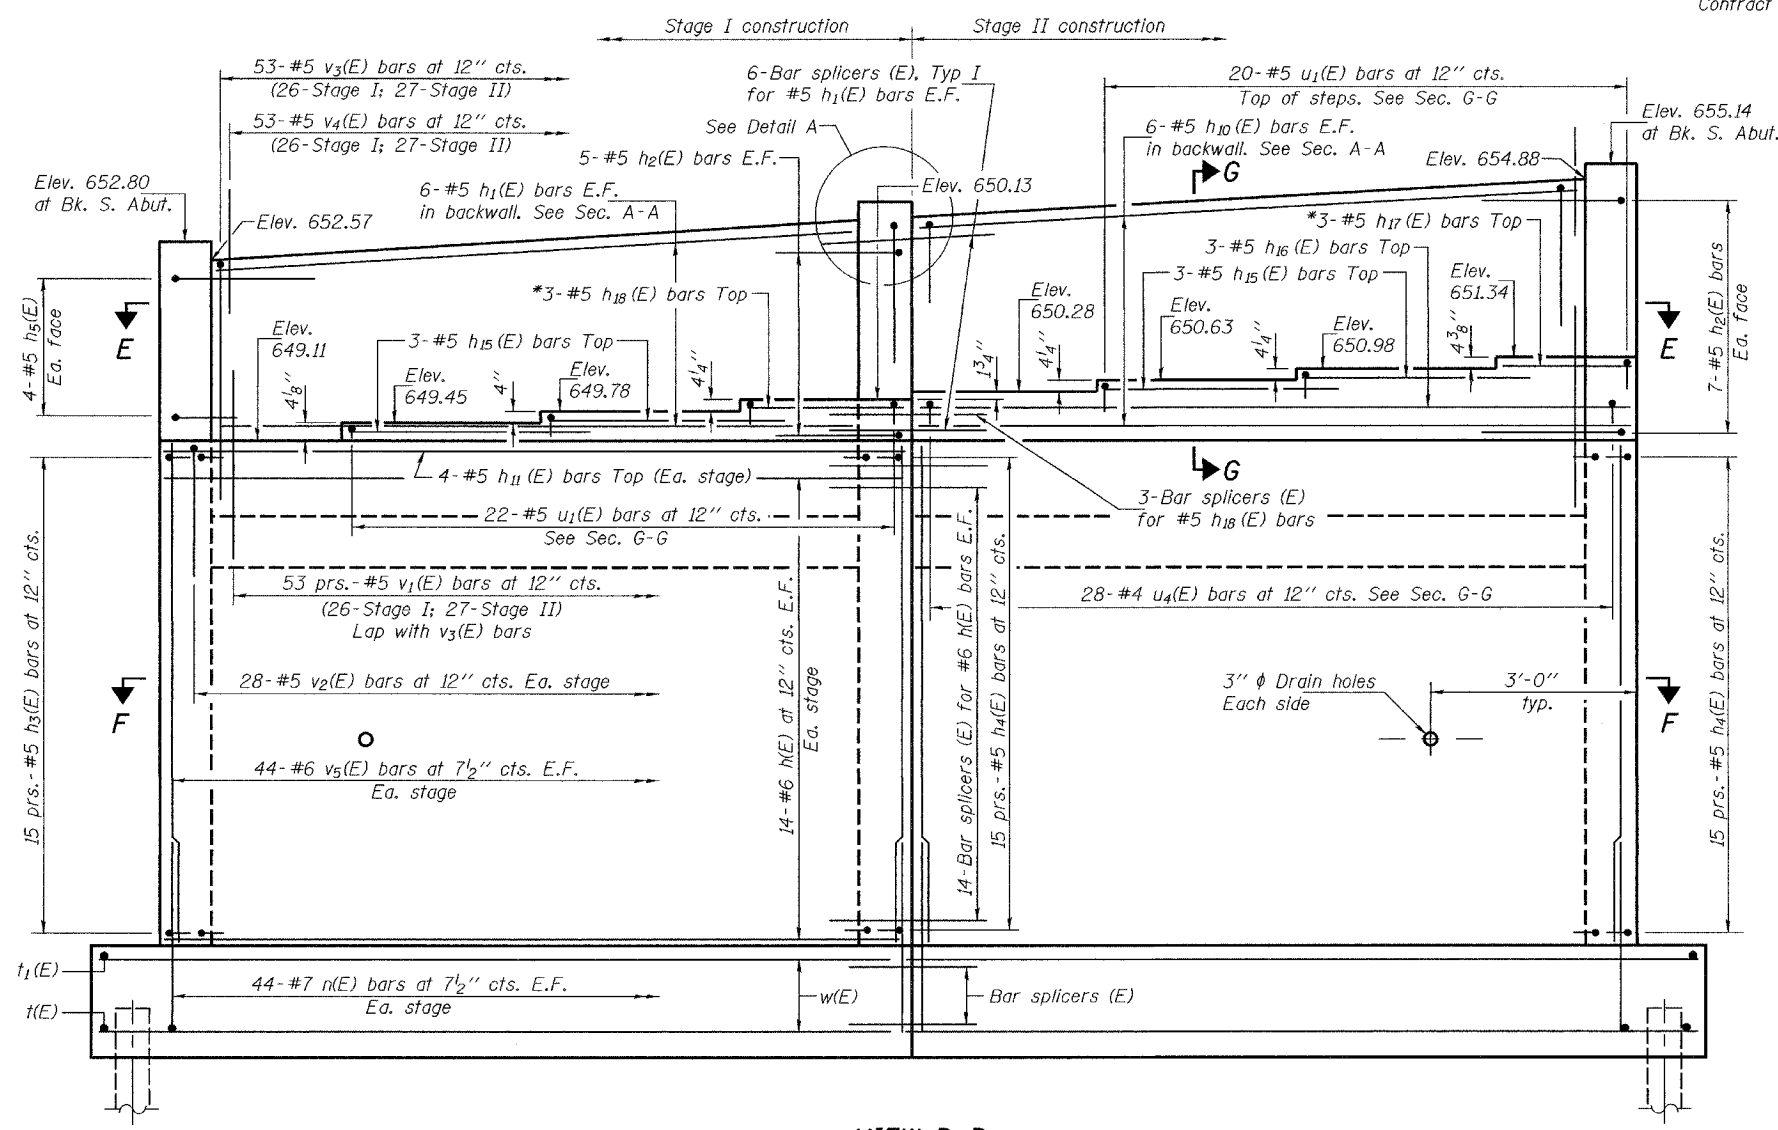 Contract
Stage I construction
Stage II construction
53-#5 v3(E) bars at 12" cts.
(26-Stage I; 27-Stage II)
53-#5 v4(E) bars at 12" cts.
(26-Stage I; 27-Stage II)
6-Bar splicers (E), Typ I
for #5 h1(E) bars E.F.
20-#5 u1(E) bars at 12" cts.
Top of steps. See Sec. G-G
Elev. 655.14
at Bk. S. Abut.
See Detail A
6-#5 h10(E) bars E.F.
in backwall. See Sec. A-A
5-#5 h2(E) bars E.F.
Elev. 654.88
Elev. 652.80
at Bk. S. Abut.
6-#5 h1(E) bars E.F.
in backwall. See Sec. A-A
G
Elev. 650.13
Elev. 652.57
*3-#5 h17(E) bars Top
3-#5 h16(E) bars Top
3-#5 h15(E) bars Top
*3-#5 h18(E) bars Top
Elev.
650.28
Elev.
650.63
Elev.
650.98
Elev.
651.34
4-#5 h5(E)
Ea. face
E
Elev.
649.11
3-#5 h15(E) bars Top
Elev.
649.45
Elev.
649.78
4 1/8"
4"
4 1/4"
1 3/4"
4 1/4"
4 1/4"
4 3/8"
E
7-#5 h2(E) bars
Ea. face
4-#5 h11(E) bars Top (Ea. stage)
G
3-Bar splicers (E)
for #5 h18(E) bars
22-#5 u1(E) bars at 12" cts.
See Sec. G-G
15 prs.-#5 h3(E) bars at 12" cts.
53 prs.-#5 v1(E) bars at 12" cts.
(26-Stage I; 27-Stage II)
Lap with v3(E) bars
14-#6 h(E) at 12" cts. E.F.
Ea. stage
14-Bar splicers (E) for #6 h(E) bars E.F.
15 prs.-#5 h4(E) bars at 12" cts.
28-#4 u4(E) bars at 12" cts. See Sec. G-G
15 prs.-#5 h4(E) bars at 12" cts.
28-#5 v2(E) bars at 12" cts. Ea. stage
3" φ Drain holes
Each side
3'-0"
typ.
F
F
44-#6 v5(E) bars at 7 1/2" cts. E.F.
Ea. stage
t1(E)
44-#7 n(E) bars at 7 1/2" cts. E.F.
Ea. stage
w(E)
Bar splicers (E)
t(E)